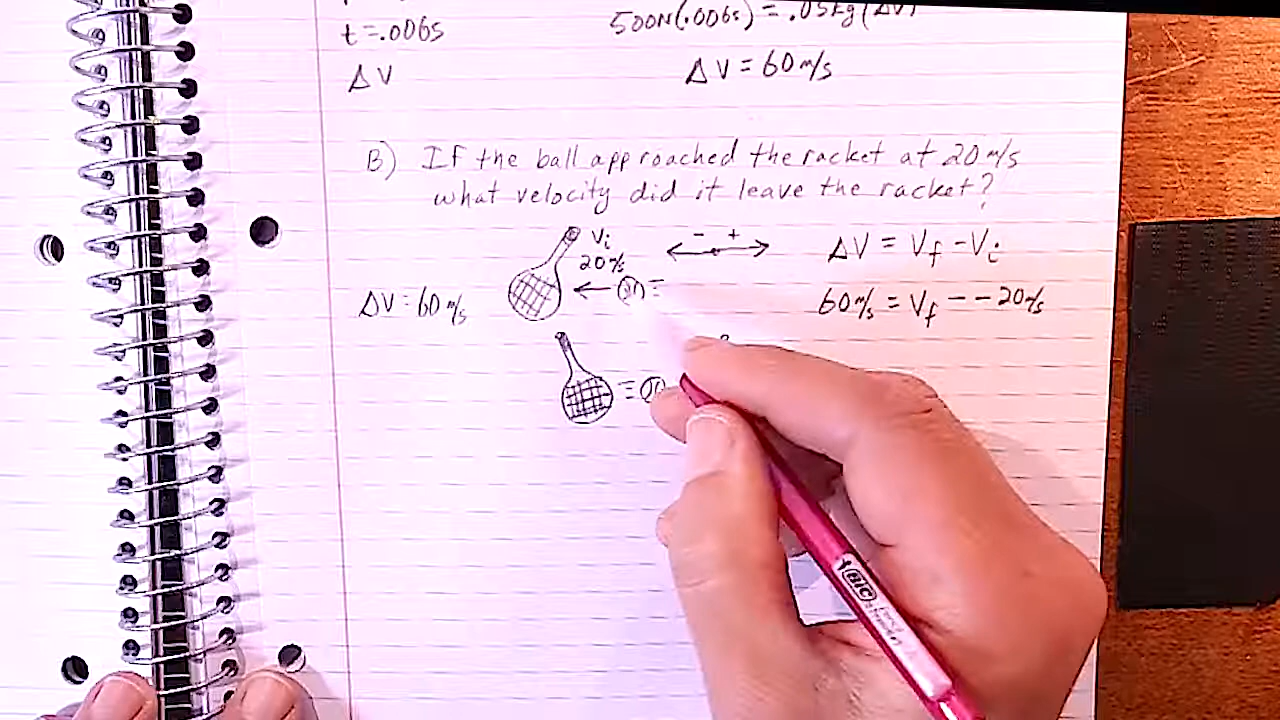 t = .006s
500N(.006s) = .05kg(ΔV)
ΔV
ΔV = 60 m/s
B) If the ball approached the racket at 20 m/s
what velocity did it leave the racket?
Vi
20 m/s
- +
ΔV = Vf - Vi
ΔV = 60 m/s
60 m/s = Vf - -20 m/s
BIC